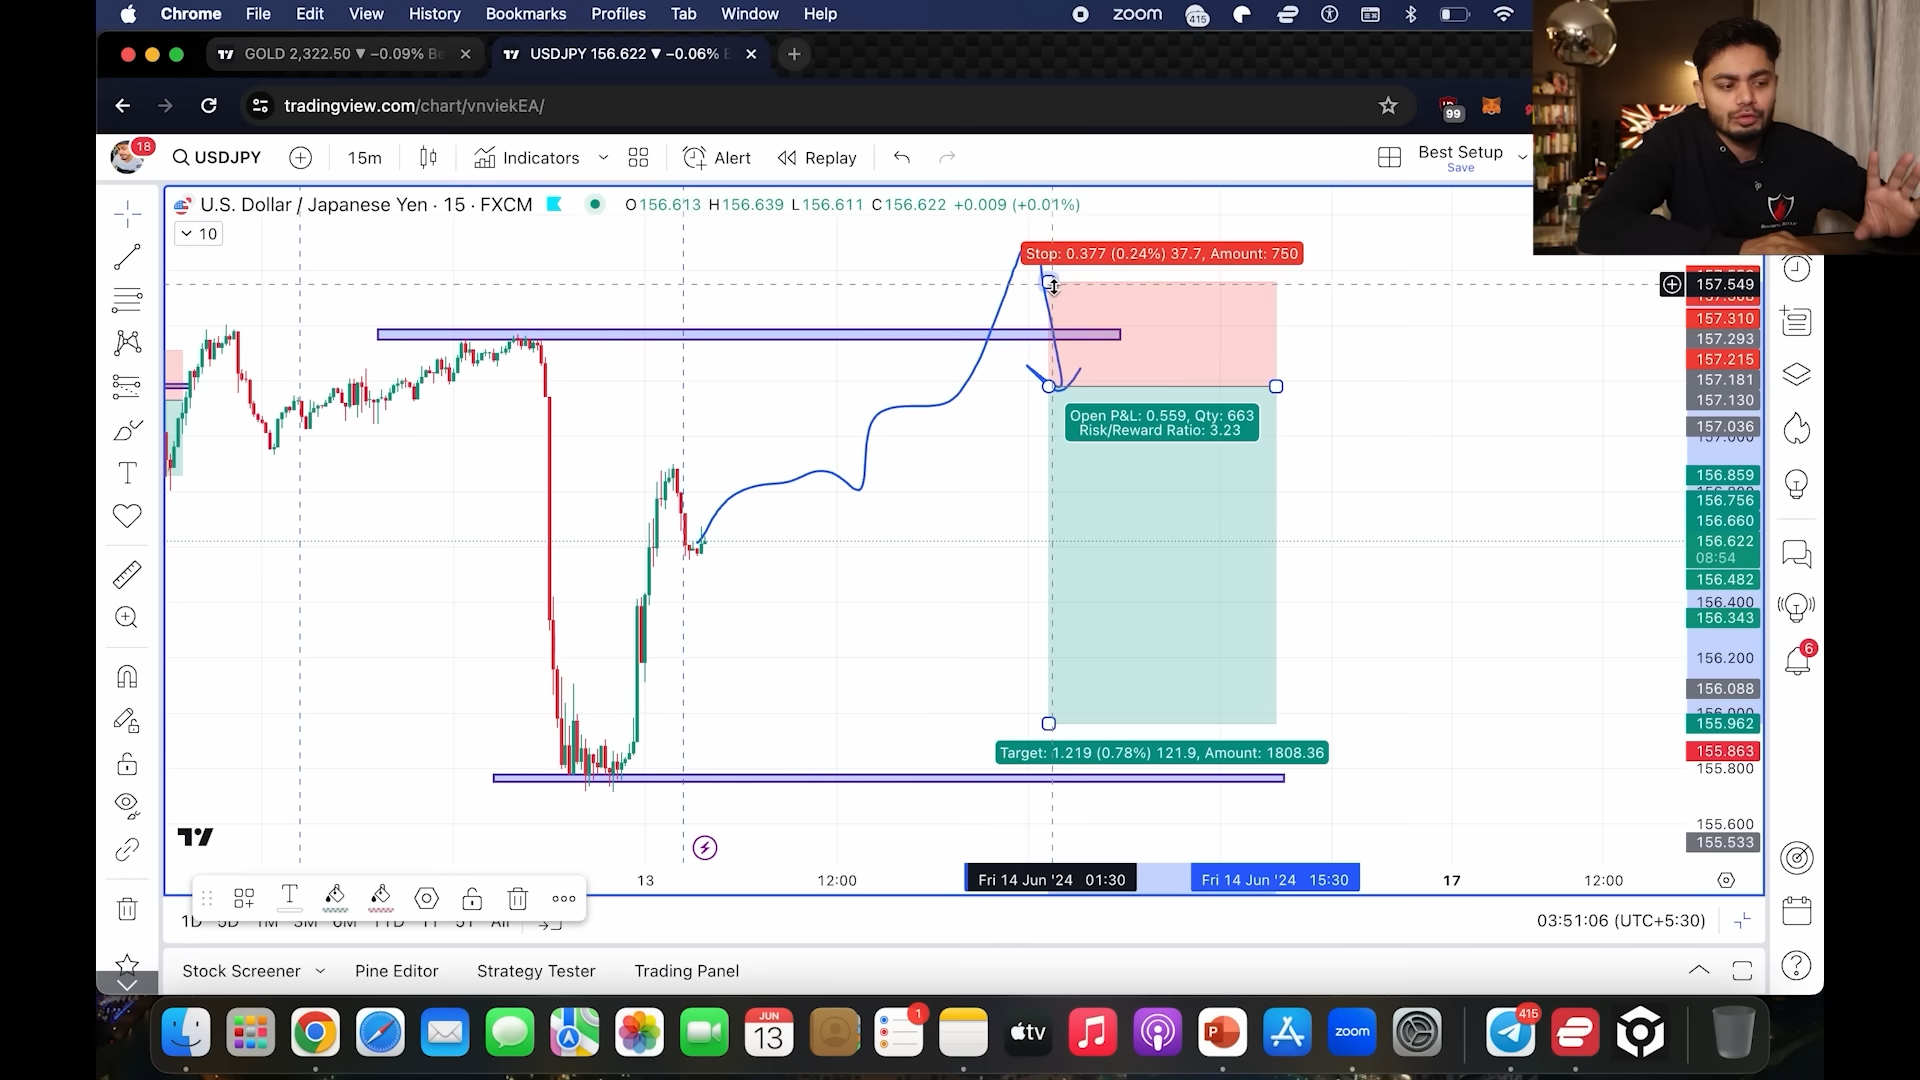 Chrome File Edit View History Bookmarks Profiles Tab Window Help
zoom 415
GOLD 2,322.50 ▼ −0.09%
USDJPY 156.622 ▼ −0.06%
tradingview.com/chart/vnviekEA/
99
18
USDJPY 15m Indicators Alert Replay
Best Setup
Save
U.S. Dollar / Japanese Yen · 15 · FXCM O156.613 H156.639 L156.611 C156.622 +0.009 (+0.01%)
10
Stop: 0.377 (0.24%) 37.7, Amount: 750
Open P&L: 0.559, Qty: 663
Risk/Reward Ratio: 3.23
Target: 1.219 (0.78%) 121.9, Amount: 1808.36
157.549
157.310
157.293
157.215
157.181
157.130
157.036
156.859
156.756
156.660
156.622
08:54
156.482
156.400
156.343
156.200
156.088
155.962
155.863
155.800
155.600
155.533
6
13 12:00 Fri 14 Jun '24 01:30 Fri 14 Jun '24 15:30 17 12:00
03:51:06 (UTC+5:30)
Stock Screener Pine Editor Strategy Tester Trading Panel
JUN
13
1
tv
P
zoom
415